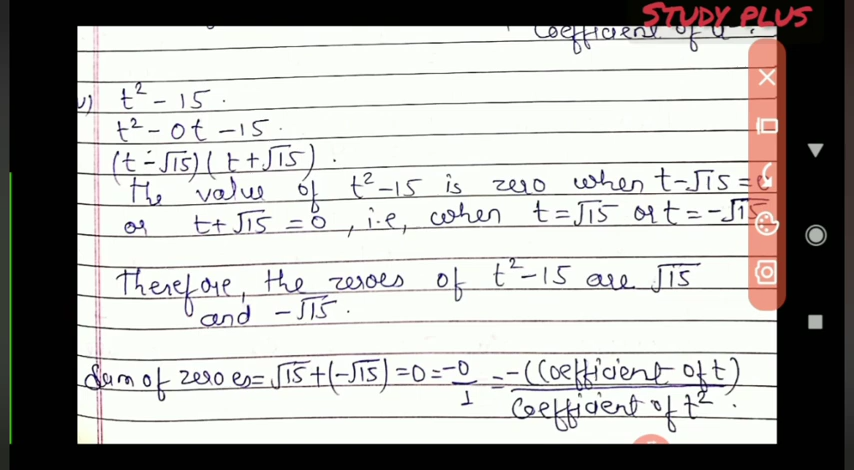 STUDY PLUS
Coefficient of
v) t² - 15.
t² - 0t - 15.
(t - √15)(t + √15).
The value of t² - 15 is zero when t - √15 = 0
or t + √15 = 0, i.e, when t = √15 or t = -√15
Therefore, the zeroes of t² - 15 are √15
and -√15.
Sum of zeroes = √15 + (-√15) = 0 = -0/1 = -(Coefficient of t)/Coefficient of t².